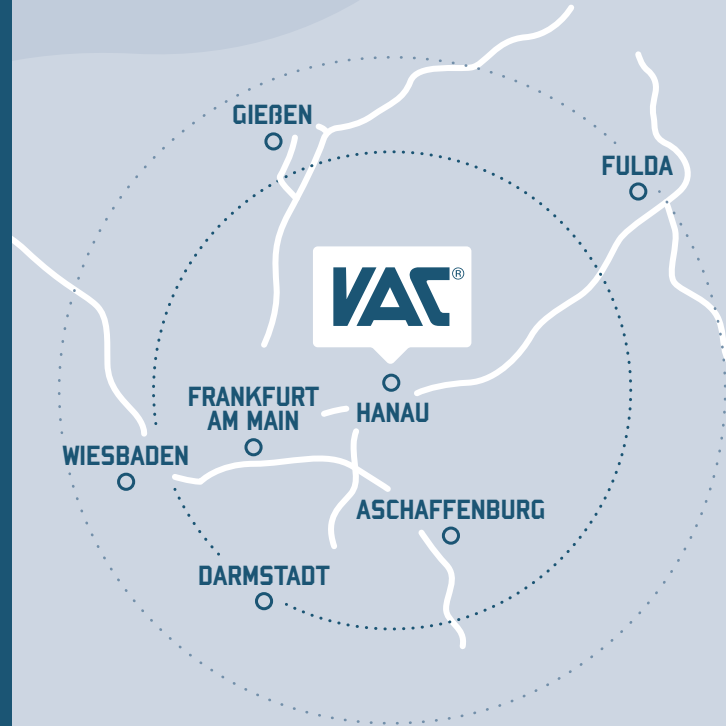 GIEẞEN
FULDA
VAC®
FRANKFURT
AM MAIN
HANAU
WIESBADEN
ASCHAFFENBURG
DARMSTADT